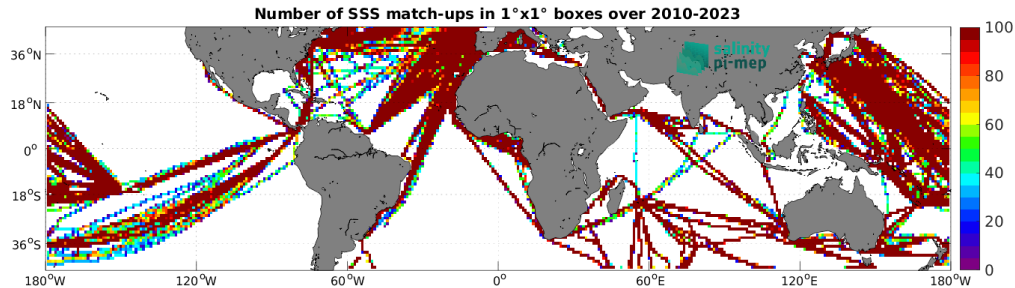 Number of SSS match-ups in 1°x1° boxes over 2010-2023
salinity
pi-mep
36°N
18°N
0°
18°S
36°S
180°W
120°W
60°W
0°
60°E
120°E
180°W
100
80
60
40
20
0